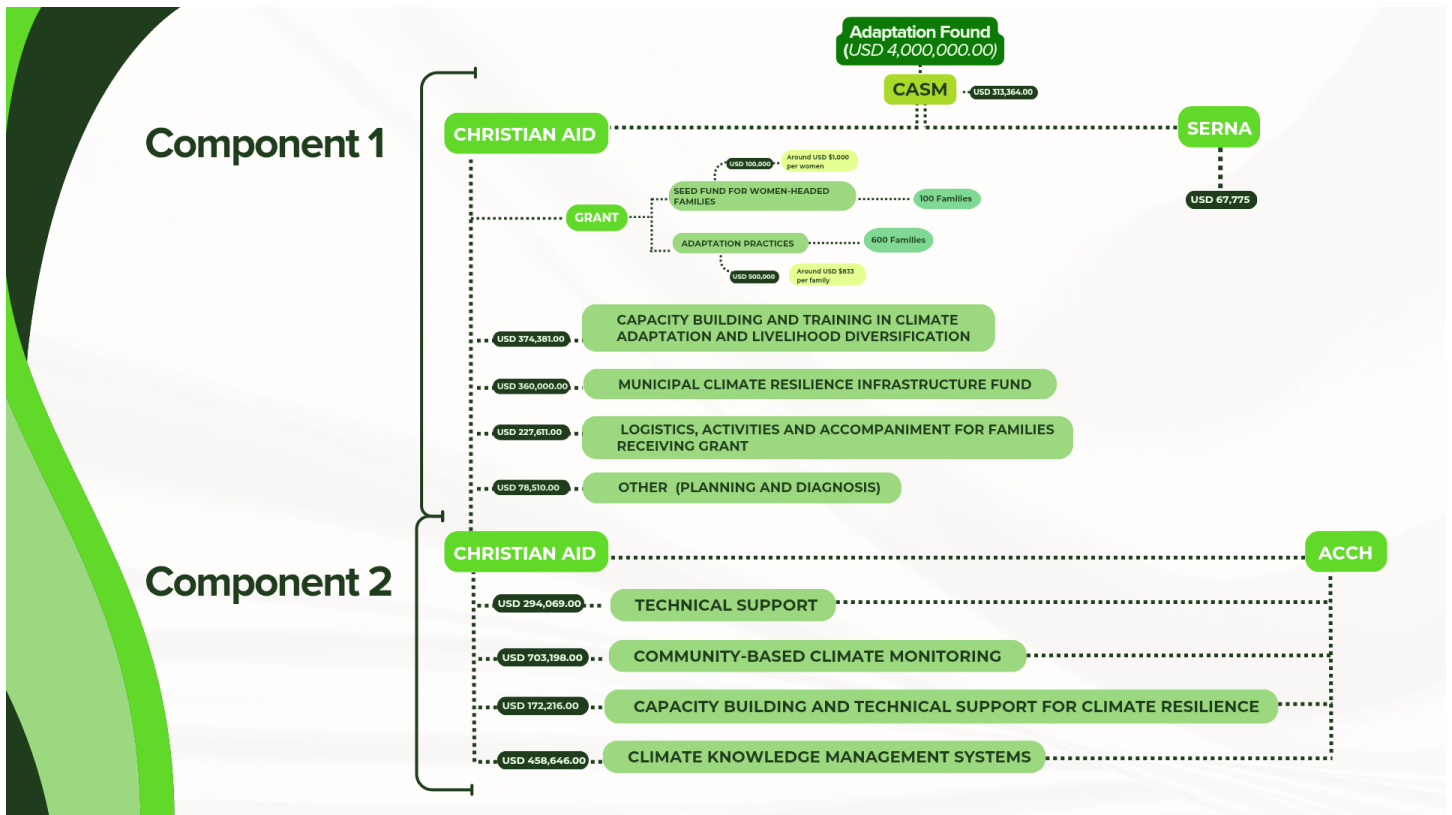 Adaptation Found
(USD 4,000,000.00)
CASM
USD 313,364.00
Component 1
CHRISTIAN AID
SERNA
USD 67,775
GRANT
USD 100,000
Around USD $1,000
per women
SEED FUND FOR WOMEN-HEADED
FAMILIES
100 Families
ADAPTATION PRACTICES
600 Families
USD 500,000
Around USD $833
per family
USD 374,381.00
CAPACITY BUILDING AND TRAINING IN CLIMATE
ADAPTATION AND LIVELIHOOD DIVERSIFICATION
USD 360,000.00
MUNICIPAL CLIMATE RESILIENCE INFRASTRUCTURE FUND
USD 227,611.00
LOGISTICS, ACTIVITIES AND ACCOMPANIMENT FOR FAMILIES
RECEIVING GRANT
USD 78,510.00
OTHER (PLANNING AND DIAGNOSIS)
Component 2
CHRISTIAN AID
ACCH
USD 294,069.00
TECHNICAL SUPPORT
USD 703,198.00
COMMUNITY-BASED CLIMATE MONITORING
USD 172,216.00
CAPACITY BUILDING AND TECHNICAL SUPPORT FOR CLIMATE RESILIENCE
USD 458,646.00
CLIMATE KNOWLEDGE MANAGEMENT SYSTEMS